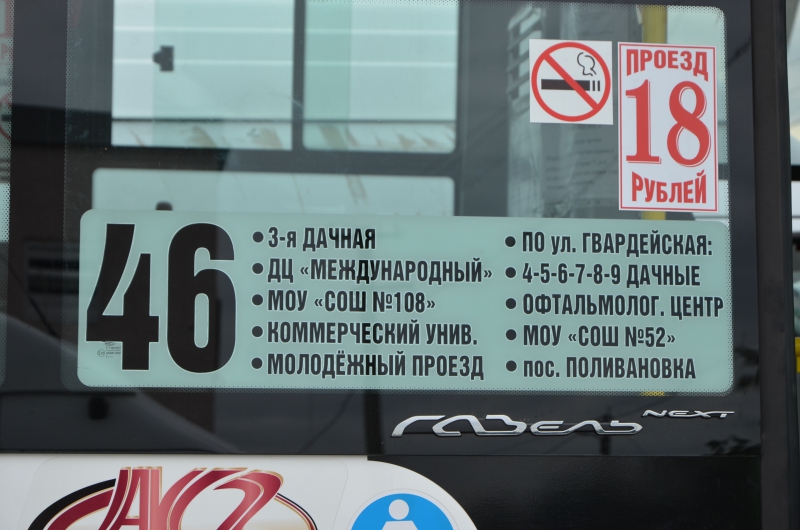 ПРОЕЗД
18
РУБЛЕЙ
46
• 3-я ДАЧНАЯ
• ДЦ «МЕЖДУНАРОДНЫЙ»
• МОУ «СОШ №108»
• КОММЕРЧЕСКИЙ УНИВ.
• МОЛОДЁЖНЫЙ ПРОЕЗД
• ПО ул. ГВАРДЕЙСКАЯ:
• 4-5-6-7-8-9 ДАЧНЫЕ
• ОФТАЛЬМОЛОГ. ЦЕНТР
• МОУ «СОШ №52»
• пос. ПОЛИВАНОВКА
ГАЗЕЛЬ NEXT